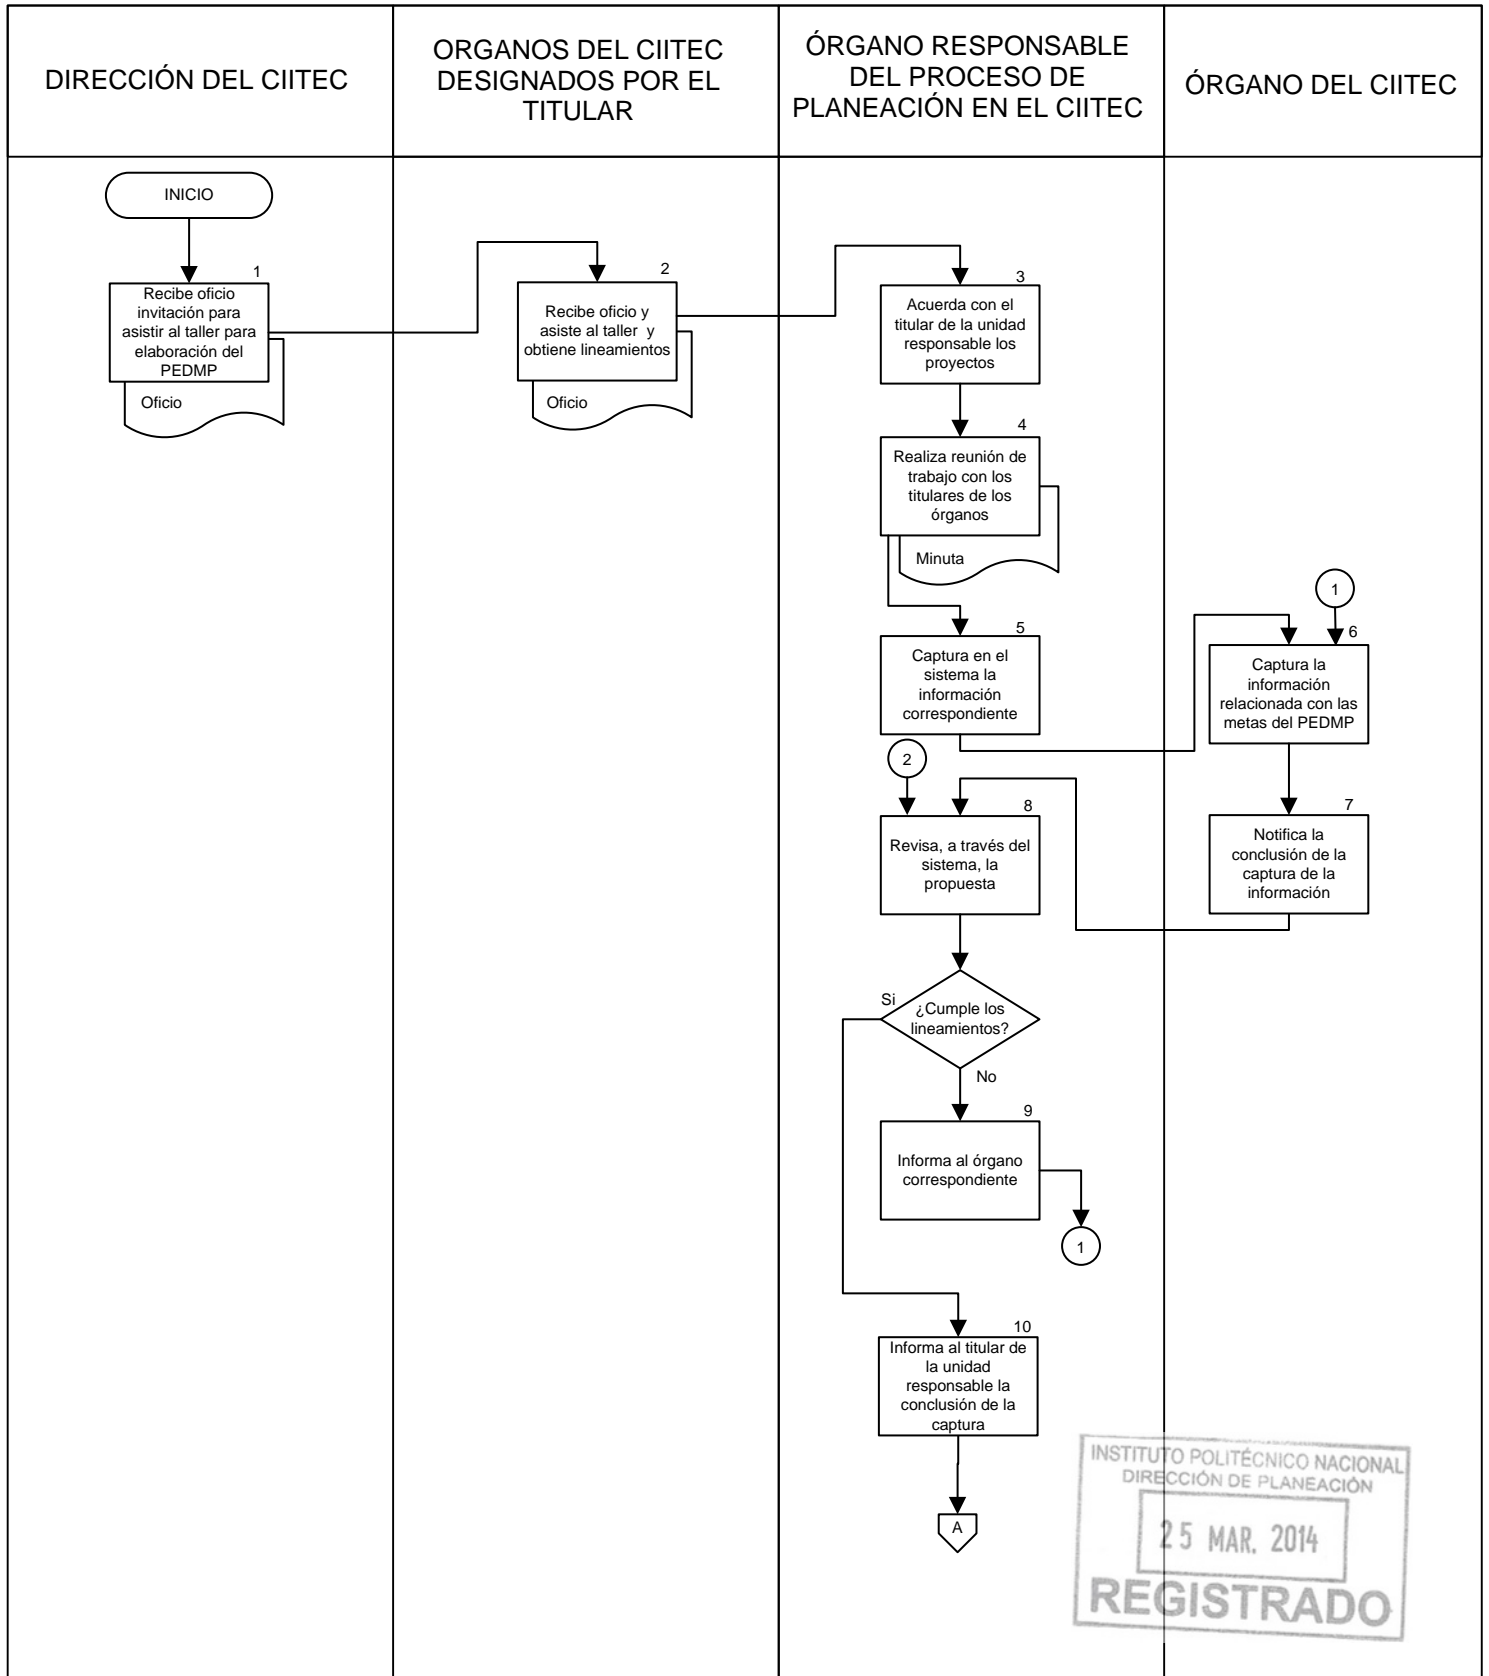 DIRECCIÓN DEL CIITEC
ORGANOS DEL CIITEC
DESIGNADOS POR EL
TITULAR
ÓRGANO RESPONSABLE
DEL PROCESO DE
PLANEACIÓN EN EL CIITEC
ÓRGANO DEL CIITEC
INICIO
1
Recibe oficio
invitación para
asistir al taller para
elaboración del
PEDMP
Oficio
2
Recibe oficio y
asiste al taller y
obtiene lineamientos
Oficio
3
Acuerda con el
titular de la unidad
responsable los
proyectos
4
Realiza reunión de
trabajo con los
titulares de los
órganos
Minuta
5
Captura en el
sistema la
información
correspondiente
1
6
Captura la
información
relacionada con las
metas del PEDMP
7
Notifica la
conclusión de la
captura de la
información
2
8
Revisa, a través del
sistema, la
propuesta
¿Cumple los
lineamientos?
Si
No
9
Informa al órgano
correspondiente
1
10
Informa al titular de
la unidad
responsable la
conclusión de la
captura
A
INSTITUTO POLITÉCNICO NACIONAL
DIRECCIÓN DE PLANEACIÓN
25 MAR. 2014
REGISTRADO